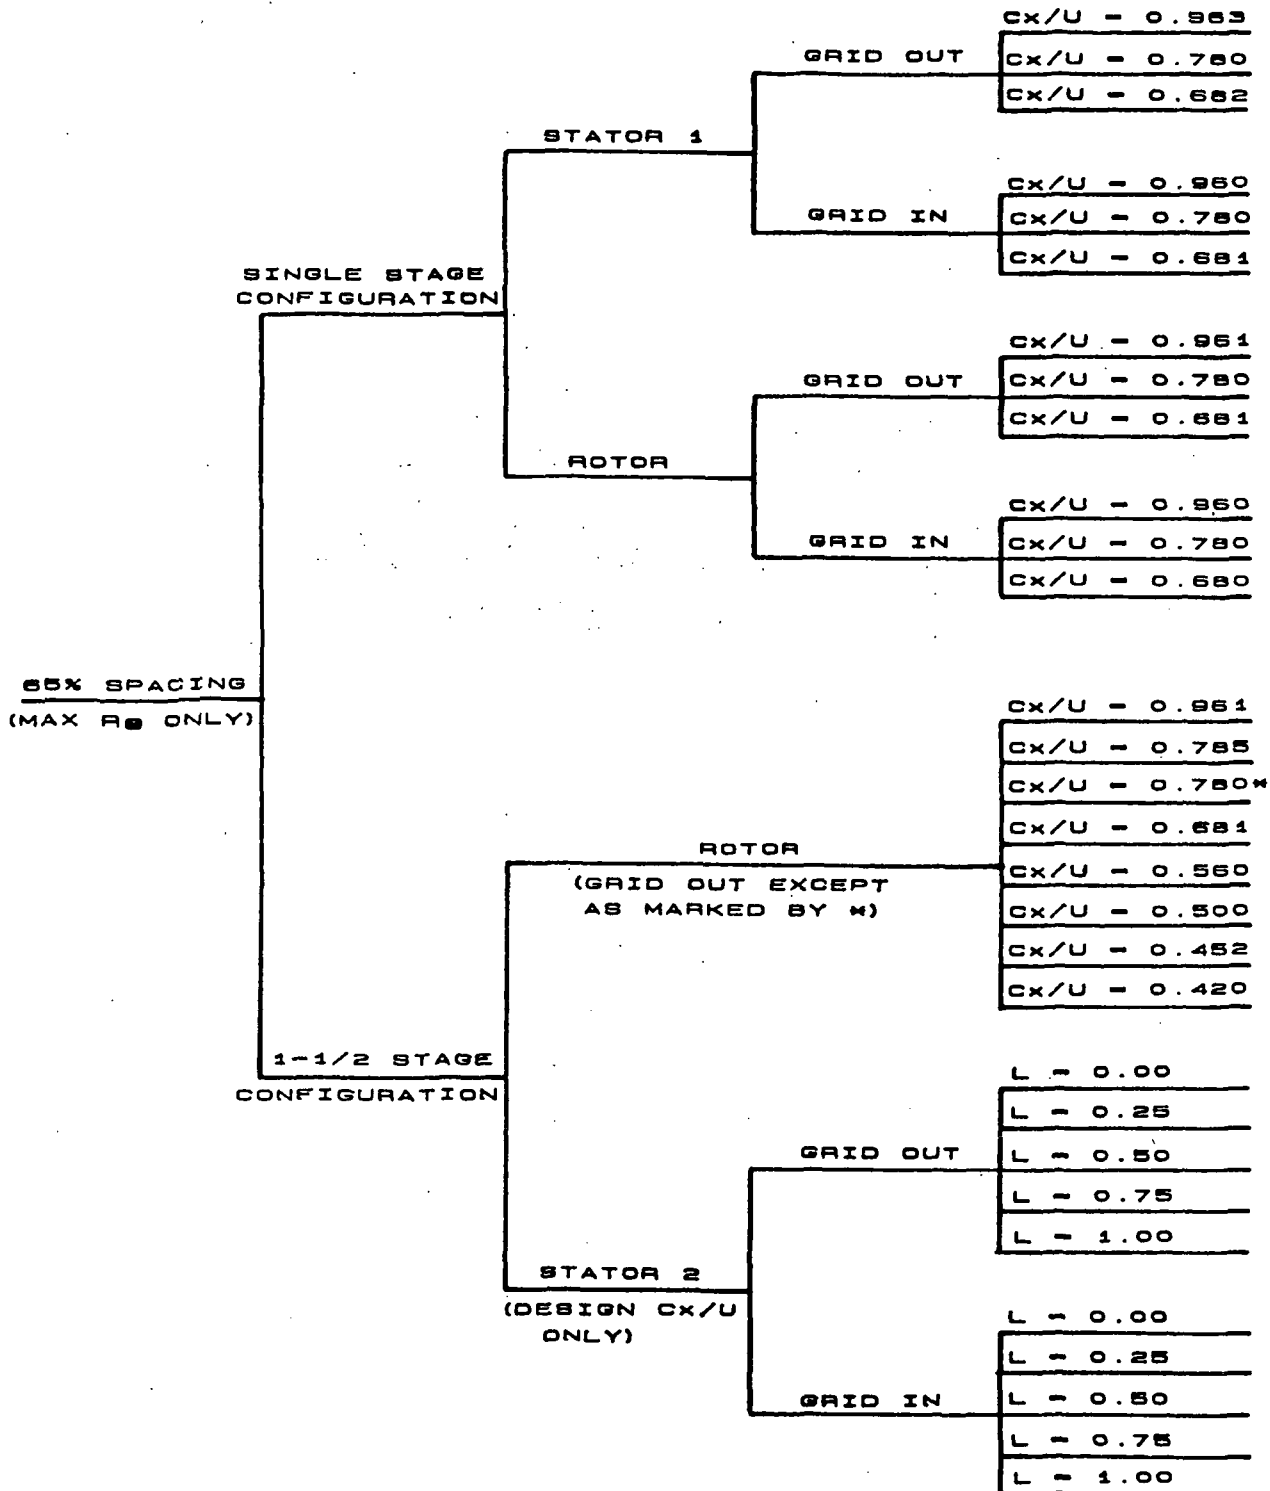 Cx/U = 0.963
GRID OUT
Cx/U = 0.780
Cx/U = 0.682
STATOR 1
Cx/U = 0.960
GRID IN
Cx/U = 0.780
Cx/U = 0.681
SINGLE STAGE
CONFIGURATION
Cx/U = 0.961
GRID OUT
Cx/U = 0.780
Cx/U = 0.681
ROTOR
Cx/U = 0.960
GRID IN
Cx/U = 0.780
Cx/U = 0.680
65% SPACING
(MAX Re ONLY)
Cx/U = 0.961
Cx/U = 0.785
Cx/U = 0.780*
Cx/U = 0.681
ROTOR
(GRID OUT EXCEPT
AS MARKED BY *)
Cx/U = 0.560
Cx/U = 0.500
Cx/U = 0.452
Cx/U = 0.420
1-1/2 STAGE
CONFIGURATION
L = 0.00
L = 0.25
GRID OUT
L = 0.50
L = 0.75
L = 1.00
STATOR 2
(DESIGN Cx/U
ONLY)
L = 0.00
L = 0.25
GRID IN
L = 0.50
L = 0.75
L = 1.00